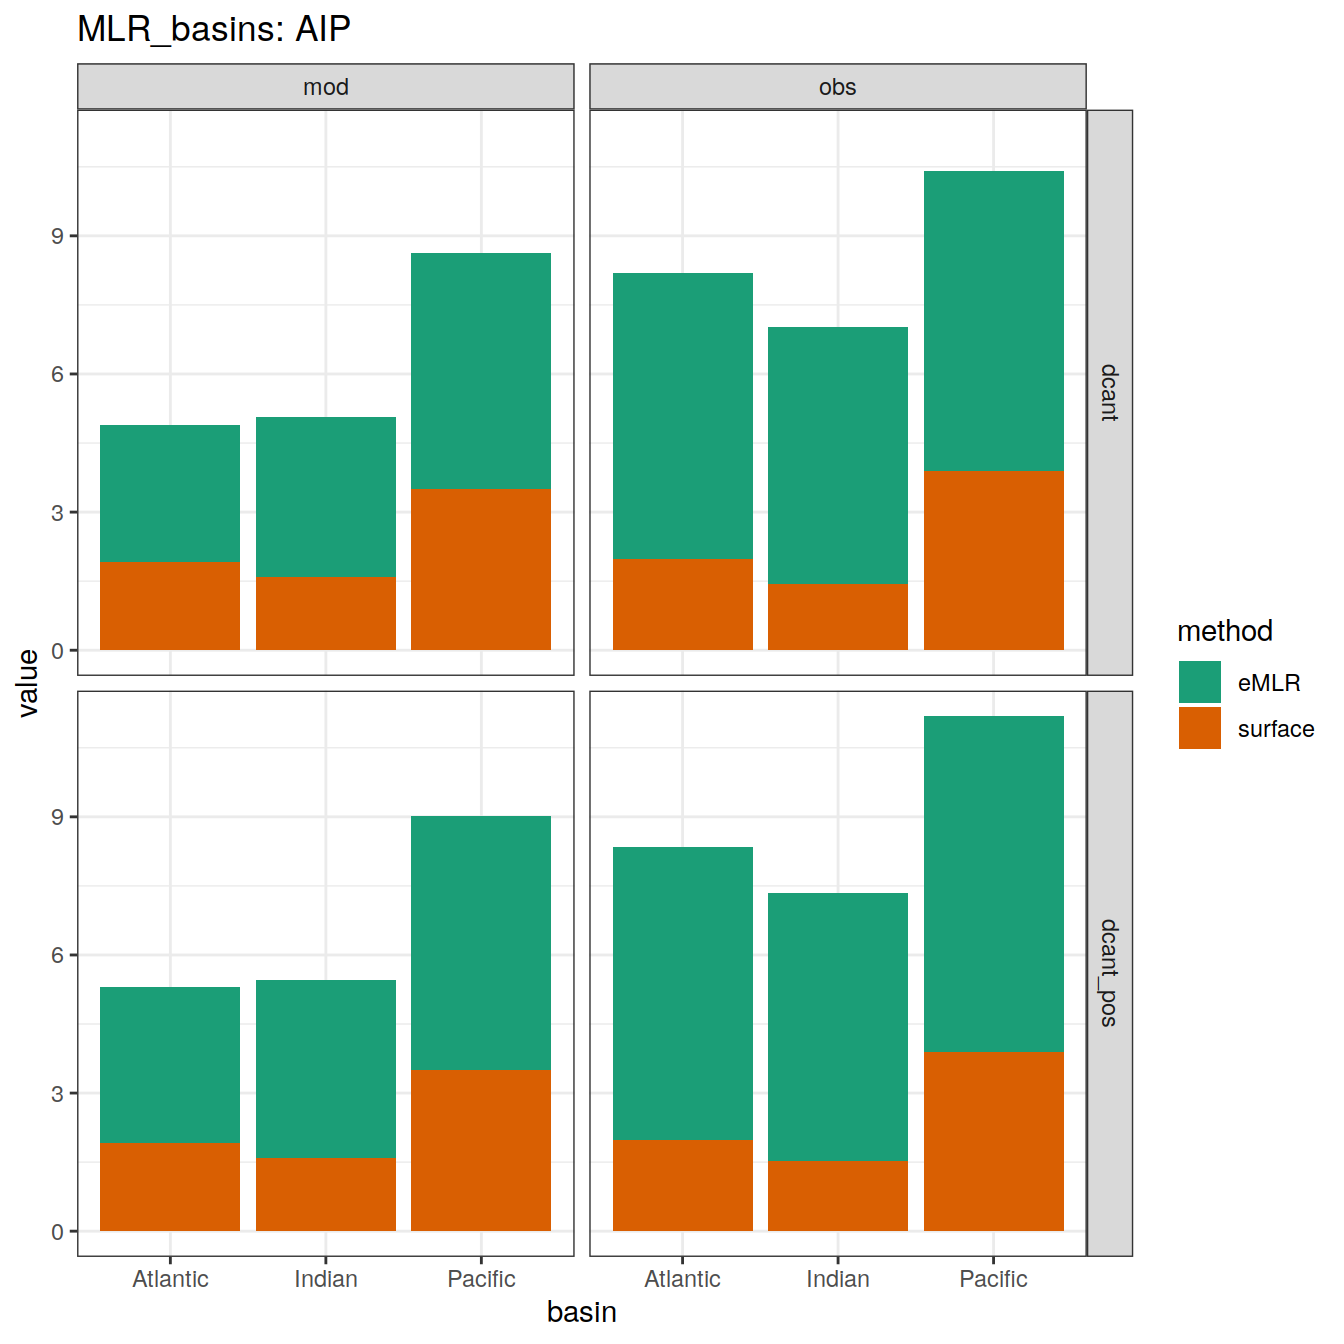 MLR_basins: AIP
mod
obs
9
6
3
0
dcant
9
6
3
0
dcant_pos
value
Atlantic
Indian
Pacific
Atlantic
Indian
Pacific
basin
method
eMLR
surface